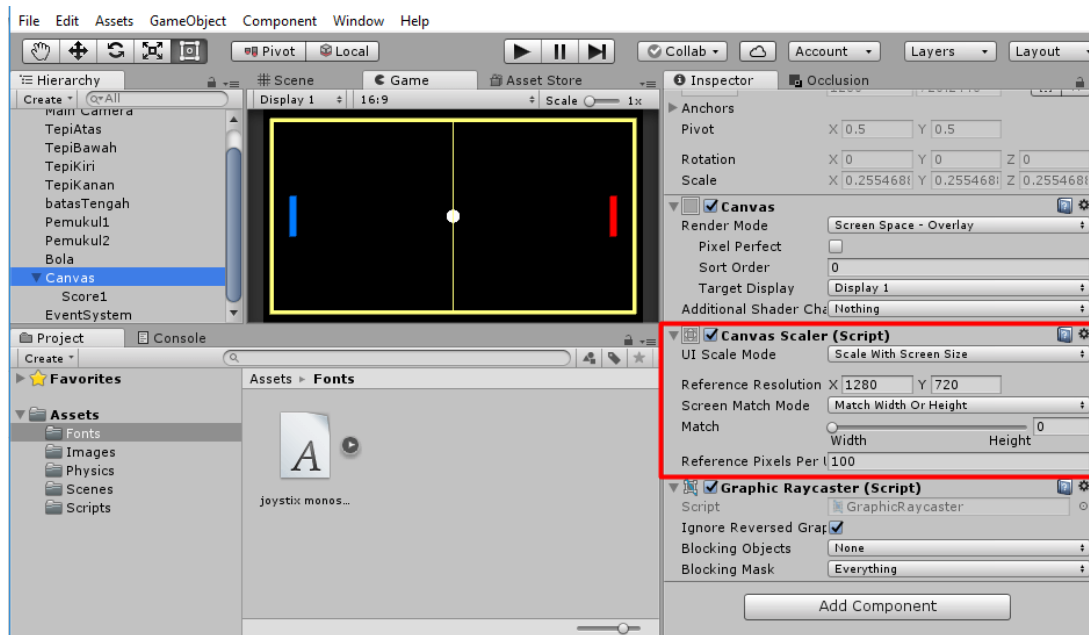 File Edit Assets GameObject Component Window Help
Pivot Local Collab Account Layers Layout
Hierarchy
Create All
Main Camera
TepiAtas
TepiBawah
TepiKiri
TepiKanan
batasTengah
Pemukul1
Pemukul2
Bola
Canvas
Score1
EventSystem
Scene Game Asset Store
Display 1 16:9 Scale 1x
Project Console
Create
Favorites
Assets
Fonts
Images
Physics
Scenes
Scripts
Assets Fonts
A
joystix monos...
Inspector Occlusion
Anchors
Pivot X 0.5 Y 0.5
Rotation X 0 Y 0 Z 0
Scale X 0.255468 Y 0.255468 Z 0.255468
Canvas
Render Mode Screen Space - Overlay
Pixel Perfect
Sort Order 0
Target Display Display 1
Additional Shader Cha Nothing
Canvas Scaler (Script)
UI Scale Mode Scale With Screen Size
Reference Resolution X 1280 Y 720
Screen Match Mode Match Width Or Height
Match 0
Width Height
Reference Pixels Per 100
Graphic Raycaster (Script)
Script GraphicRaycaster
Ignore Reversed Grap
Blocking Objects None
Blocking Mask Everything
Add Component